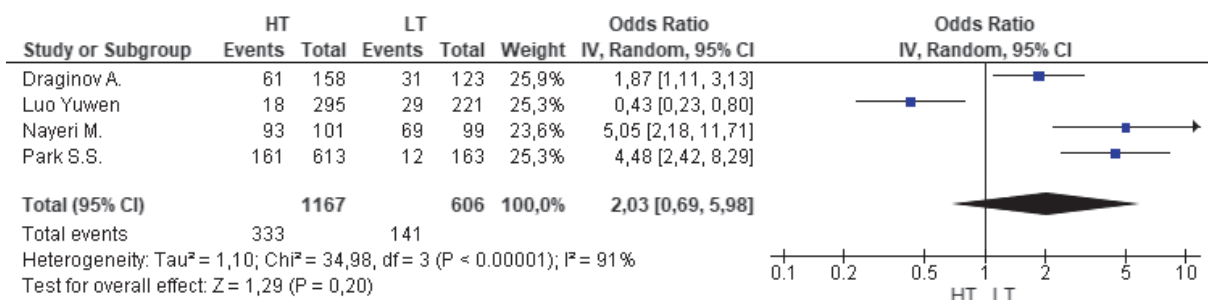 HT LT Odds Ratio Odds Ratio
Study or Subgroup Events Total Events Total Weight IV, Random, 95% CI IV, Random, 95% CI
Draginov A. 61 158 31 123 25,9% 1,87 [1,11, 3,13]
Luo Yuwen 18 295 29 221 25,3% 0,43 [0,23, 0,80]
Nayeri M. 93 101 69 99 23,6% 5,05 [2,18, 11,71]
Park S.S. 161 613 12 163 25,3% 4,48 [2,42, 8,29]
Total (95% CI) 1167 606 100,0% 2,03 [0,69, 5,98]
Total events 333 141
Heterogeneity: Tau² = 1,10; Chi² = 34,98, df = 3 (P < 0.00001); I² = 91%
Test for overall effect: Z = 1,29 (P = 0,20)
0.1 0.2 0.5 1 2 5 10
HT LT